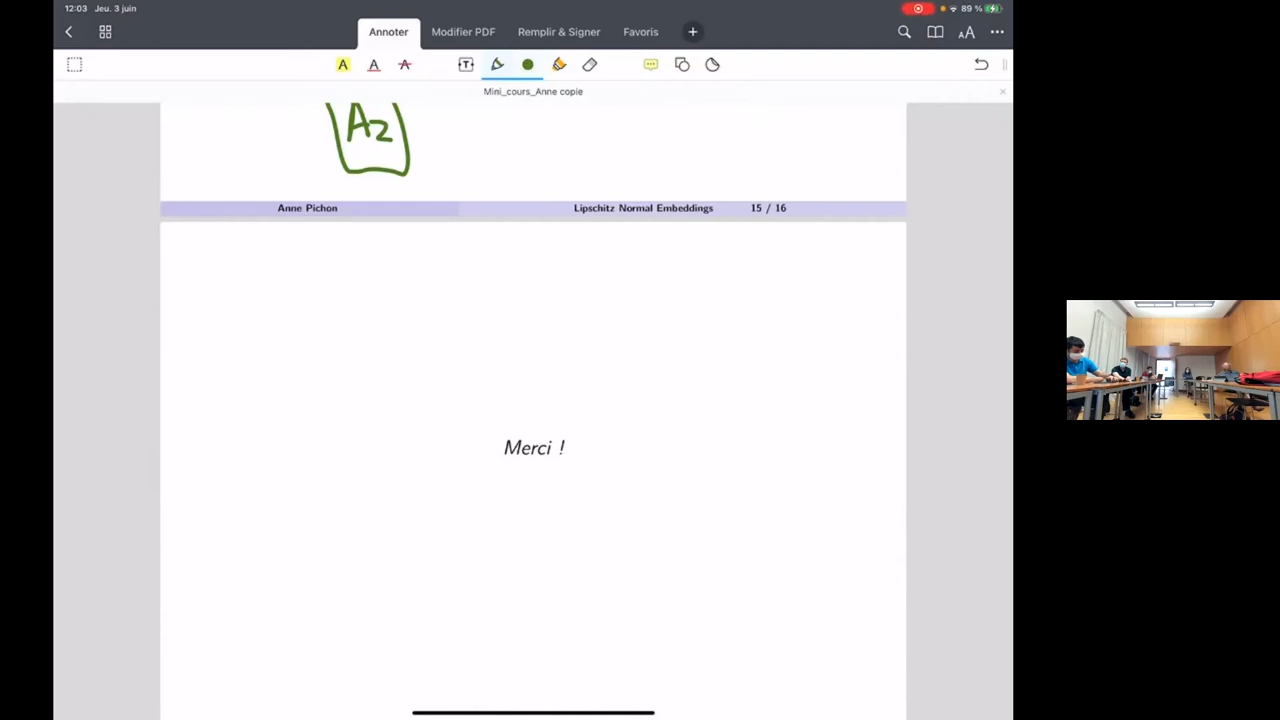 12:03 Jeu. 3 juin
89 %
Annoter Modifier PDF Remplir & Signer Favoris +
AA
A A A T
Mini_cours_Anne copie
A2
Anne Pichon Lipschitz Normal Embeddings 15 / 16
Merci !